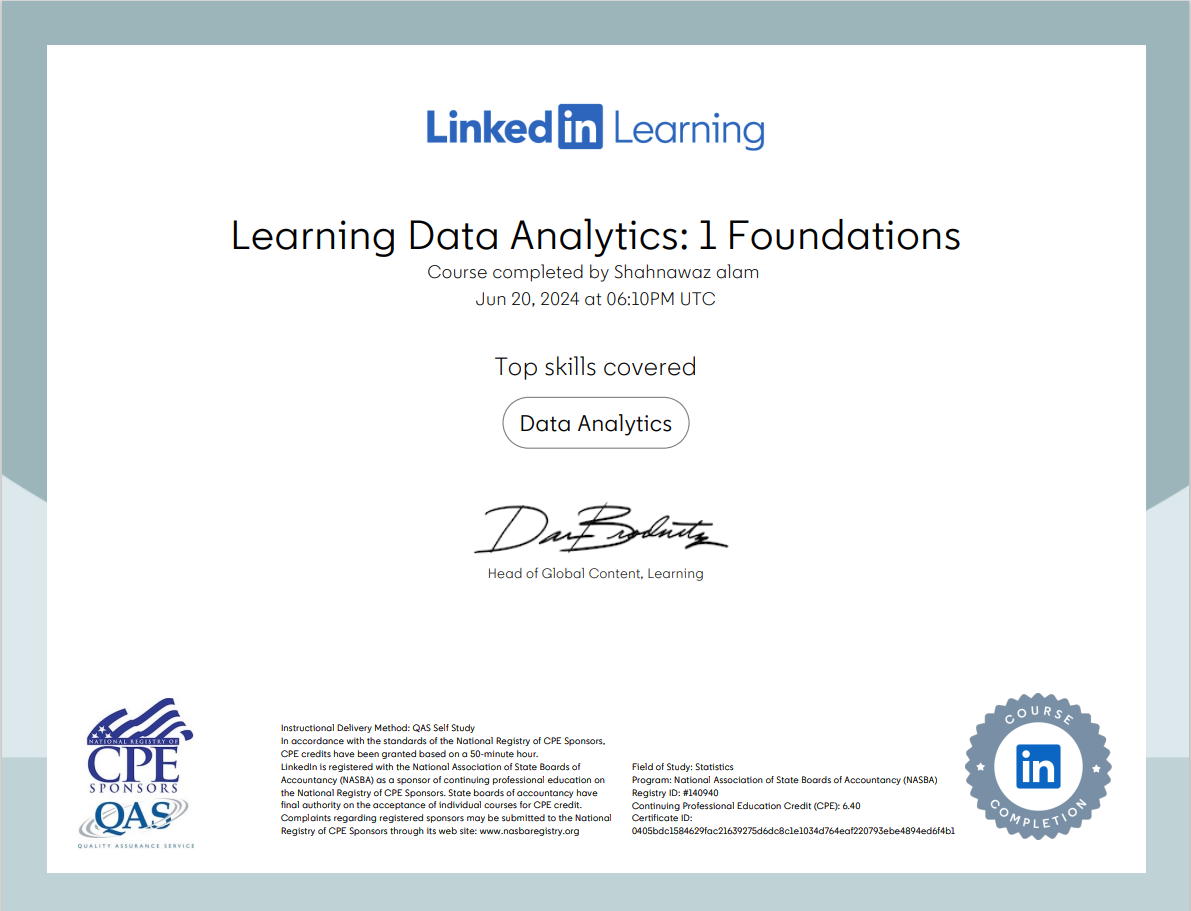 Linked in Learning
Learning Data Analytics: 1 Foundations
Course completed by Shahnawaz alam
Jun 20, 2024 at 06:10PM UTC
Top skills covered
Data Analytics
Head of Global Content, Learning
NATIONAL REGISTRY OF
CPE
SPONSORS
QAS
QUALITY ASSURANCE SERVICE
Instructional Delivery Method: QAS Self Study
In accordance with the standards of the National Registry of CPE Sponsors,
CPE credits have been granted based on a 50-minute hour.
LinkedIn is registered with the National Association of State Boards of
Accountancy (NASBA) as a sponsor of continuing professional education on
the National Registry of CPE Sponsors. State boards of accountancy have
final authority on the acceptance of individual courses for CPE credit.
Complaints regarding registered sponsors may be submitted to the National
Registry of CPE Sponsors through its web site: www.nasbaregistry.org
Field of Study: Statistics
Program: National Association of State Boards of Accountancy (NASBA)
Registry ID: #140940
Continuing Professional Education Credit (CPE): 6.40
Certificate ID:
0405bdc1584629fac21639275d6dc8c1e1034d764eaf220793ebe4894ed6f4b1
COURSE
in
COMPLETION